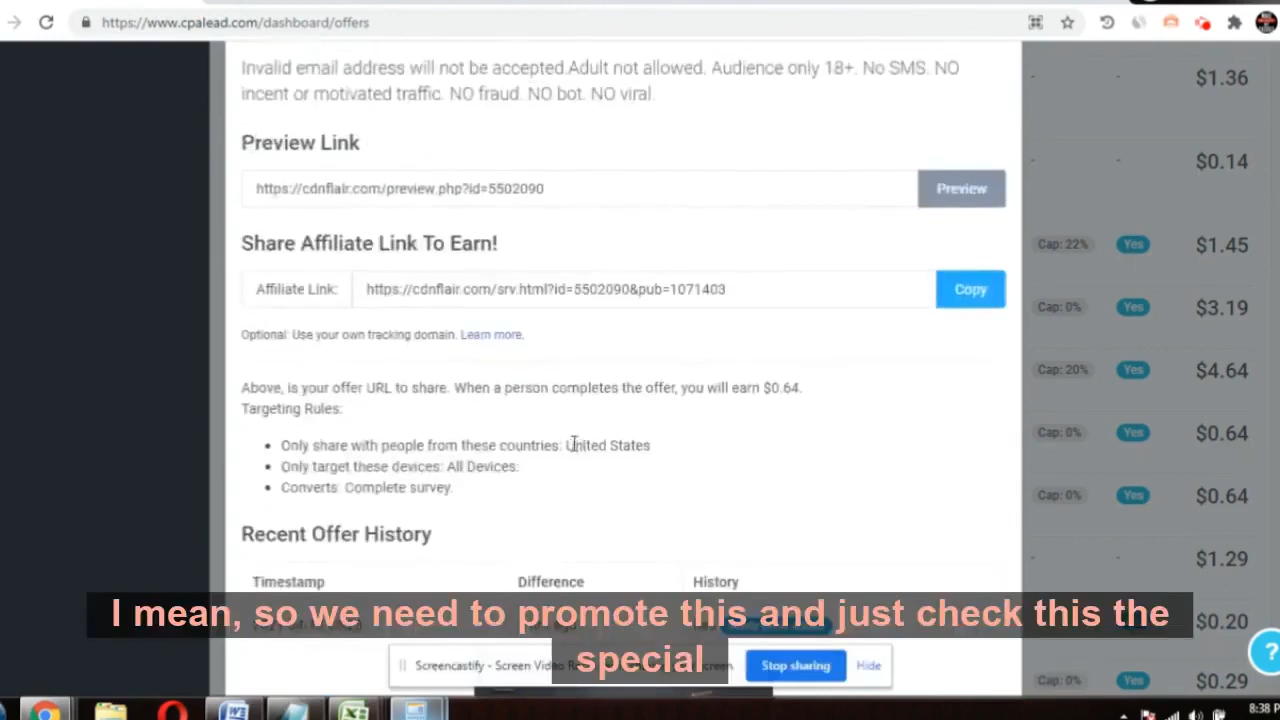 https://www.cpalead.com/dashboard/offers
Invalid email address will not be accepted.Adult not allowed. Audience only 18+. No SMS. NO
incent or motivated traffic. NO fraud. NO bot. NO viral.
- - $1.36
Preview Link
- - $0.14
https://cdnflair.com/preview.php?id=5502090 Preview
Share Affiliate Link To Earn!
Cap: 22% Yes $1.45
Affiliate Link: https://cdnflair.com/srv.html?id=5502090&pub=1071403 Copy
Cap: 0% Yes $3.19
Optional: Use your own tracking domain. Learn more.
Cap: 20% Yes $4.64
Above, is your offer URL to share. When a person completes the offer, you will earn $0.64.
Targeting Rules:
Cap: 0% Yes $0.64
• Only share with people from these countries: United States
• Only target these devices: All Devices:
• Converts: Complete survey.
Cap: 0% Yes $0.64
Recent Offer History
- - $1.29
Timestamp Difference History
I mean, so we need to promote this and just check this the
special
$0.20
Screencastify - Screen Video Stop sharing Hide
Cap: 0% Yes $0.29
?
8:38 P